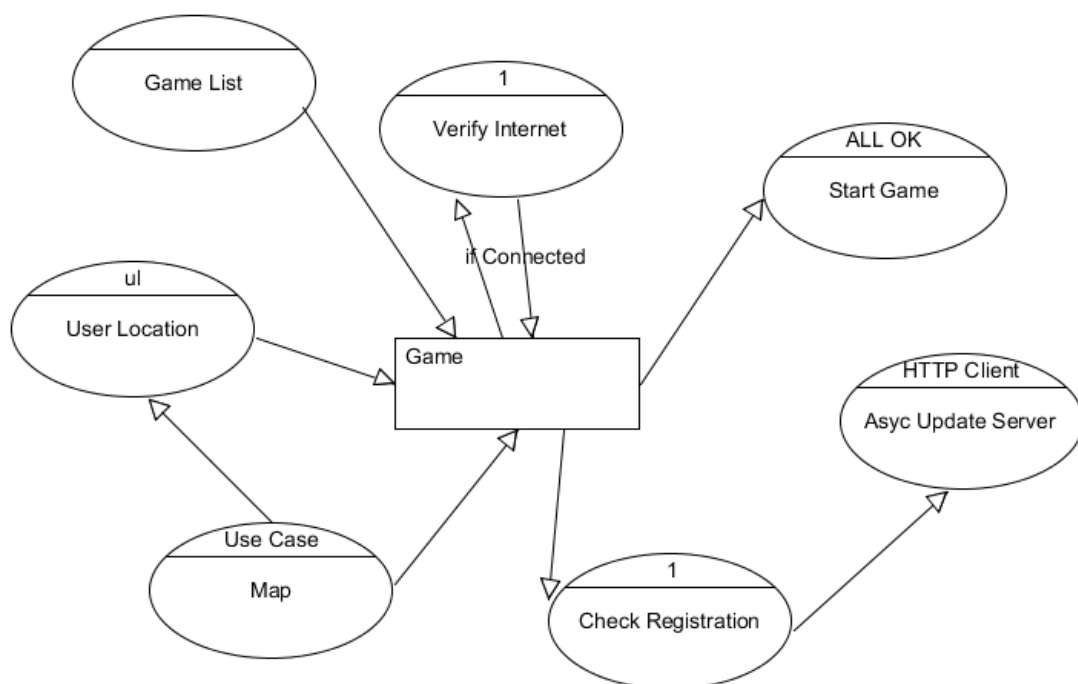 Game List
1
Verify Internet
ALL OK
Start Game
if Connected
ul
User Location
Game
HTTP Client
Asyc Update Server
Use Case
Map
1
Check Registration